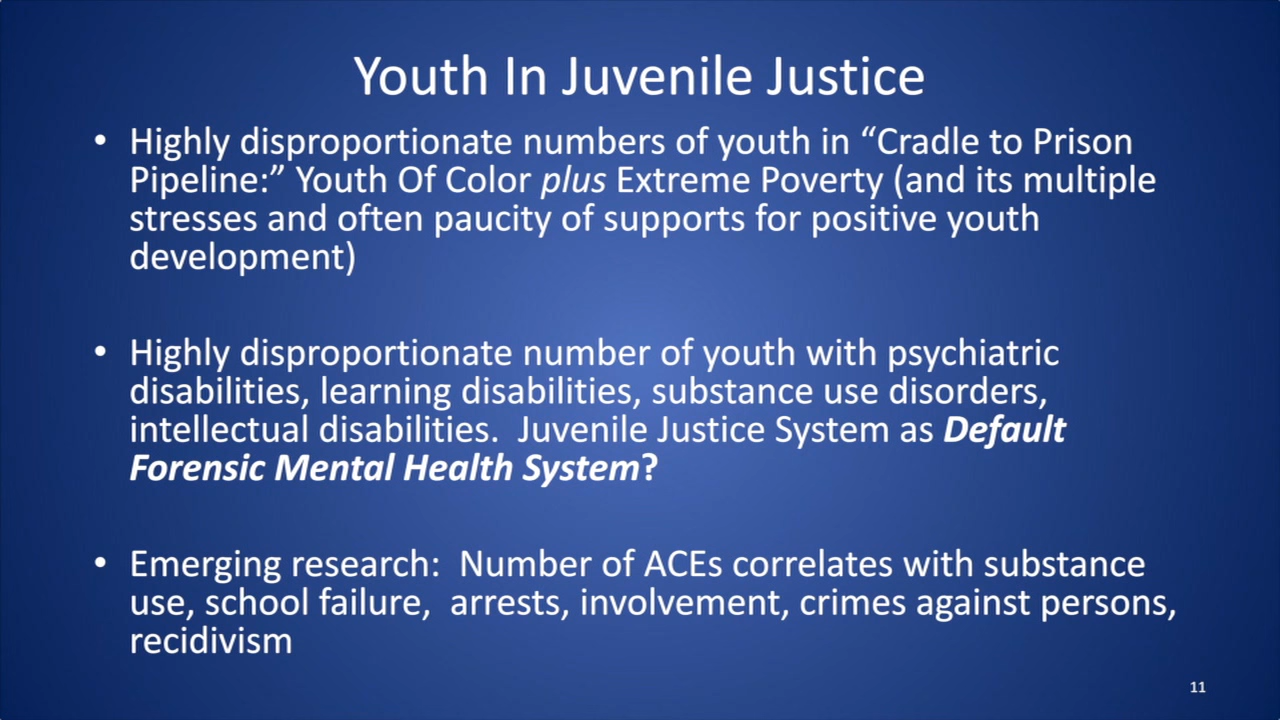 Youth In Juvenile Justice
• Highly disproportionate numbers of youth in “Cradle to Prison
Pipeline:” Youth Of Color plus Extreme Poverty (and its multiple
stresses and often paucity of supports for positive youth
development)
• Highly disproportionate number of youth with psychiatric
disabilities, learning disabilities, substance use disorders,
intellectual disabilities.  Juvenile Justice System as Default
Forensic Mental Health System?
• Emerging research:  Number of ACEs correlates with substance
use, school failure,  arrests, involvement, crimes against persons,
recidivism
11